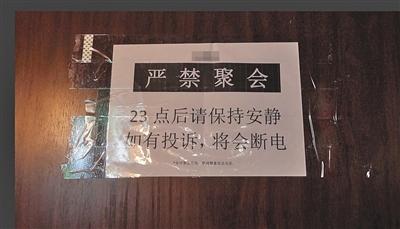 严禁聚会
23点后请保持安静
如有投诉，将会断电